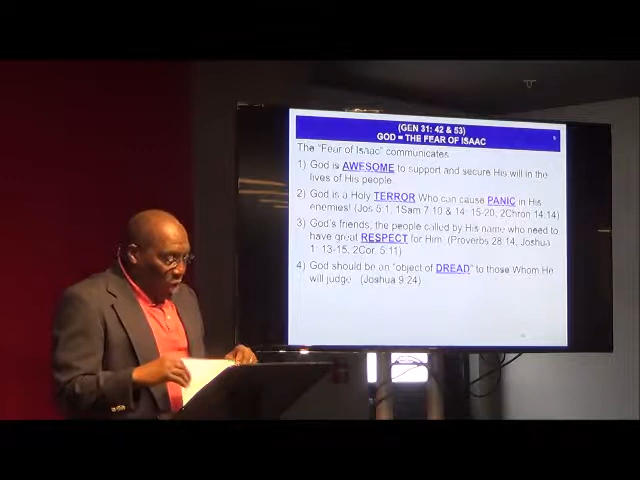 (GEN 31: 42 & 53)
GOD = THE FEAR OF ISAAC
The "Fear of Isaac" communicates
1) God is AWESOME to support and secure His will in the
lives of His people.
2) God is a Holy TERROR Who can cause PANIC in His
enemies! (Jos 5:1, 1Sam 7:10 & 14: 15-20, 2Chron 14:14)
3) God's friends, the people called by His name who need to
have great RESPECT for Him (Proverbs 28:14, Joshua
1: 13-15, 2Cor. 5:11)
4) God should be an "object of DREAD" to those Whom He
will judge (Joshua 9:24)